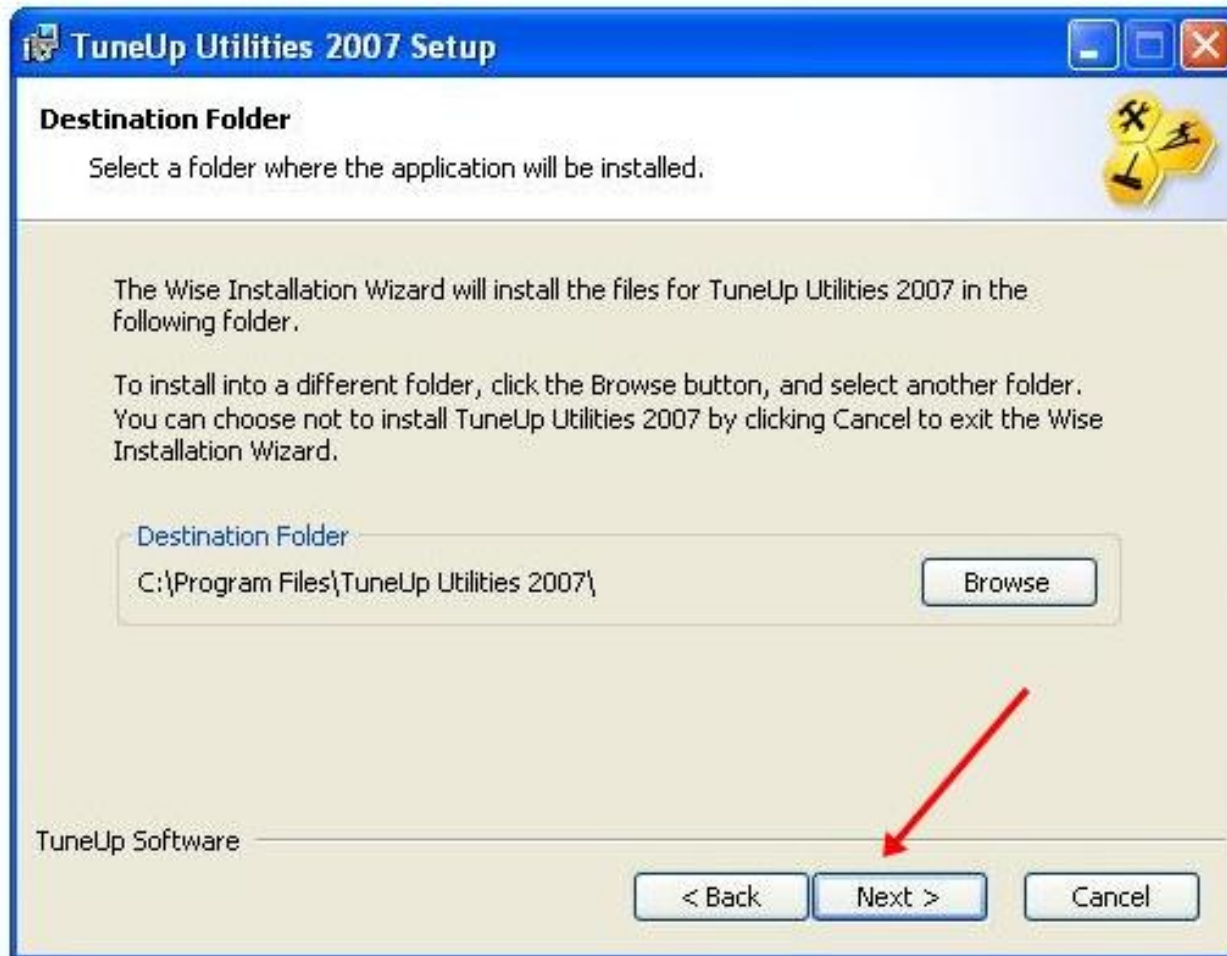 TuneUp Utilities 2007 Setup
Destination Folder
Select a folder where the application will be installed.
The Wise Installation Wizard will install the files for TuneUp Utilities 2007 in the
following folder.
To install into a different folder, click the Browse button, and select another folder.
You can choose not to install TuneUp Utilities 2007 by clicking Cancel to exit the Wise
Installation Wizard.
Destination Folder
C:\Program Files\TuneUp Utilities 2007\
Browse
TuneUp Software
< Back
Next >
Cancel